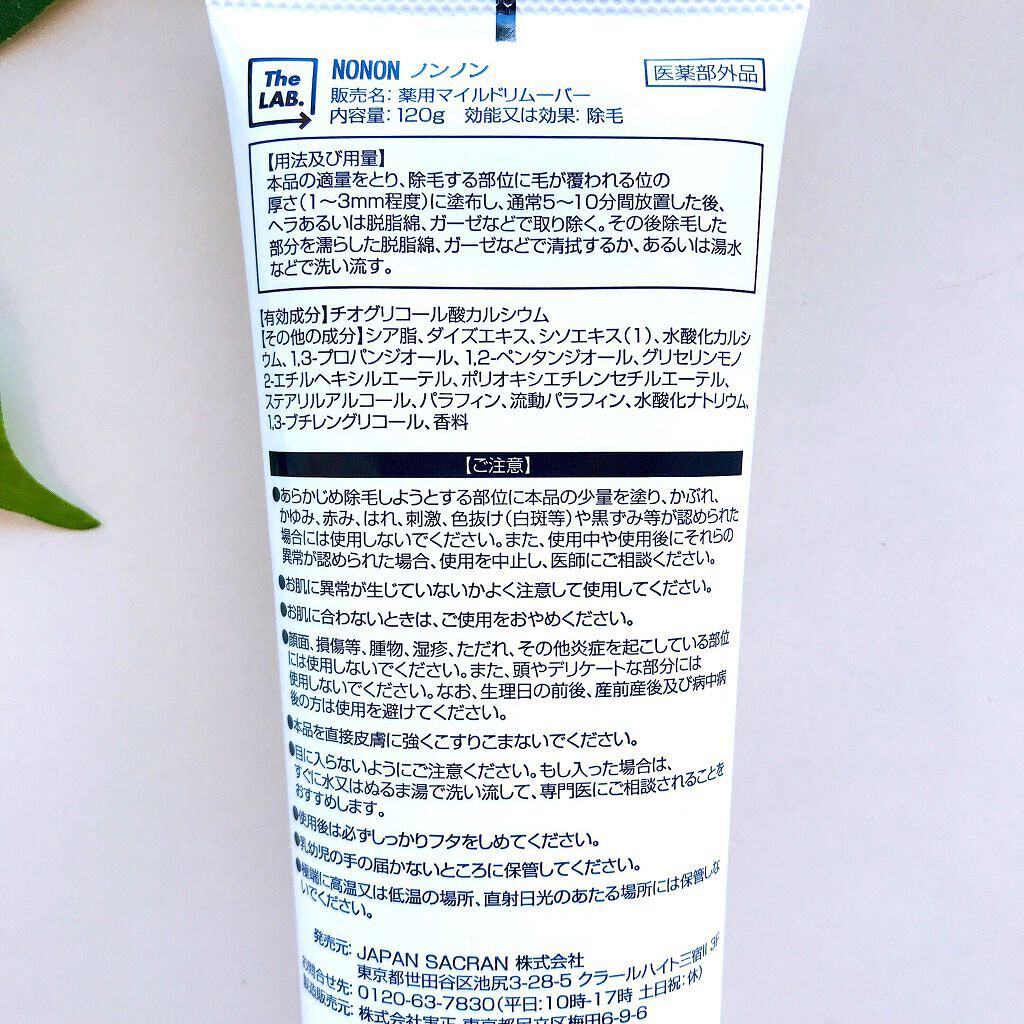 The LAB.
NONON ノンノン
医薬部外品
販売名: 薬用マイルドリムーバー
内容量: 120g 効能又は効果: 除毛
【用法及び用量】
本品の適量をとり、除毛する部位に毛が覆われる位の
厚さ(1〜3mm程度)に塗布し、通常5〜10分間放置した後、
ヘラあるいは脱脂綿、ガーゼなどで取り除く。その後除毛した
部分を濡らした脱脂綿、ガーゼなどで清拭するか、あるいは湯水
などで洗い流す。
【有効成分】チオグリコール酸カルシウム
【その他の成分】シア脂、ダイズエキス、シソエキス(1)、水酸化カルシ
ウム、1,3-プロパンジオール、1,2-ペンタンジオール、グリセリンモノ
2-エチルヘキシルエーテル、ポリオキシエチレンセチルエーテル、
ステアリルアルコール、パラフィン、流動パラフィン、水酸化ナトリウム、
1,3-ブチレングリコール、香料
【ご注意】
●あらかじめ除毛しようとする部位に本品の少量を塗り、かぶれ、
かゆみ、赤み、はれ、刺激、色抜け(白斑等)や黒ずみ等が認められた
場合には使用しないでください。また、使用中や使用後にそれらの
異常が認められた場合、使用を中止し、医師にご相談ください。
●お肌に異常が生じていないかよく注意して使用してください。
●お肌に合わないときは、ご使用をおやめください。
●顔面、損傷等、腫物、湿疹、ただれ、その他炎症を起こしている部位
には使用しないでください。また、頭やデリケートな部分には
使用しないでください。なお、生理日の前後、産前産後及び病中病
後の方は使用を避けてください。
●本品を直接皮膚に強くこすりこまないでください。
●目に入らないようにご注意ください。もし入った場合は、
すぐに水又はぬるま湯で洗い流して、専門医にご相談されることを
おすすめします。
●使用後は必ずしっかりフタをしめてください。
●乳幼児の手の届かないところに保管してください。
●極端に高温又は低温の場所、直射日光のあたる場所には保管しな
いでください。
発売元: JAPAN SACRAN 株式会社
東京都世田谷区池尻3-28-5 クラールハイト三宿II 3F
お問合せ先: 0120-63-7830(平日:10時-17時 土日祝:休)
製造販売元: 株式会社実正 東京都足立区梅田6-9-6